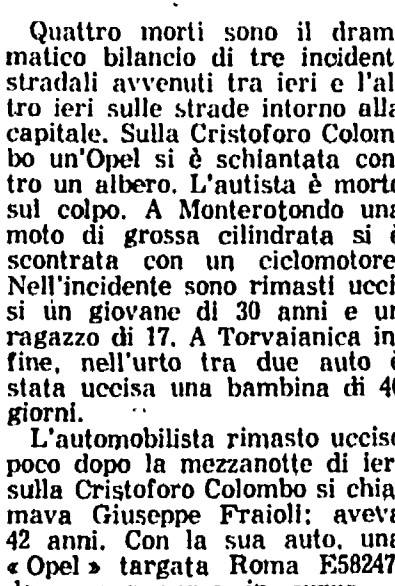 Quattro morti sono il dram
matico bilancio di tre incident
stradali avvenuti tra ieri e l'al
tro ieri sulle strade intorno alla
capitale. Sulla Cristoforo Colom
bo un'Opel si è schiantata con
tro un albero. L'autista è morto
sul colpo. A Monterotondo una
moto di grossa cilindrata si è
scontrata con un ciclomotore
Nell'incidente sono rimasti ucci
si un giovane di 30 anni e un
ragazzo di 17. A Torvaianica in
fine, nell'urto tra due auto è
stata uccisa una bambina di 40
giorni.
L'automobilista rimasto ucciso
poco dopo la mezzanotte di ier
sulla Cristoforo Colombo si chia
mava Giuseppe Fraioli: aveva
42 anni. Con la sua auto, una
« Opel » targata Roma E58247